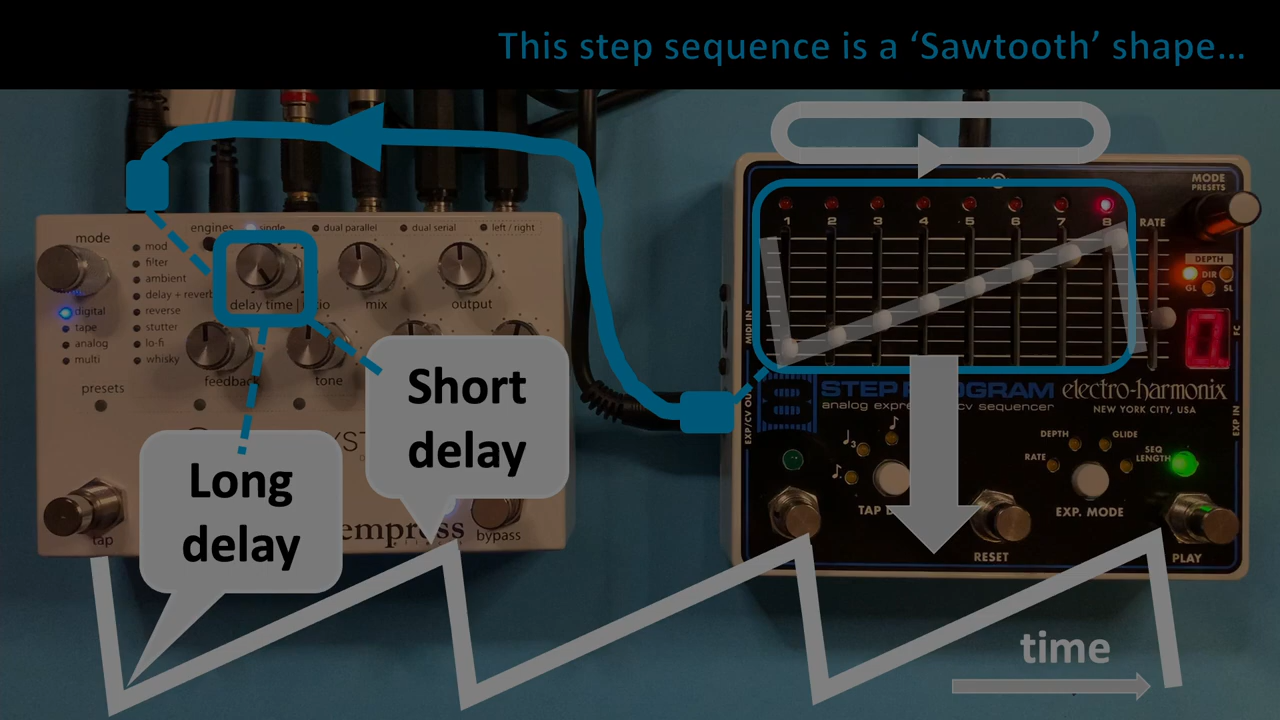 This step sequence is a ‘Sawtooth’ shape…
MODE
PRESETS
1 2 3 4 5 6 7 8
RATE
engines
single
dual parallel
dual serial
left / right
mode
mod
filter
ambient
delay + reverb
reverse
stutter
lo-fi
whisky
digital
tape
analog
multi
delay time
mix
output
feedback
tone
presets
DEPTH
DIR
GL
SL
MIDI IN
FC
EXP/CV OUT
EXP IN
8
STEP PROGRAM
analog expression/cv sequencer
electro-harmonix
NEW YORK CITY, USA
Short
delay
Long
delay
DEPTH
GLIDE
RATE
SEQ
LENGTH
TAP
EXP. MODE
RESET
PLAY
tap
empress
bypass
time